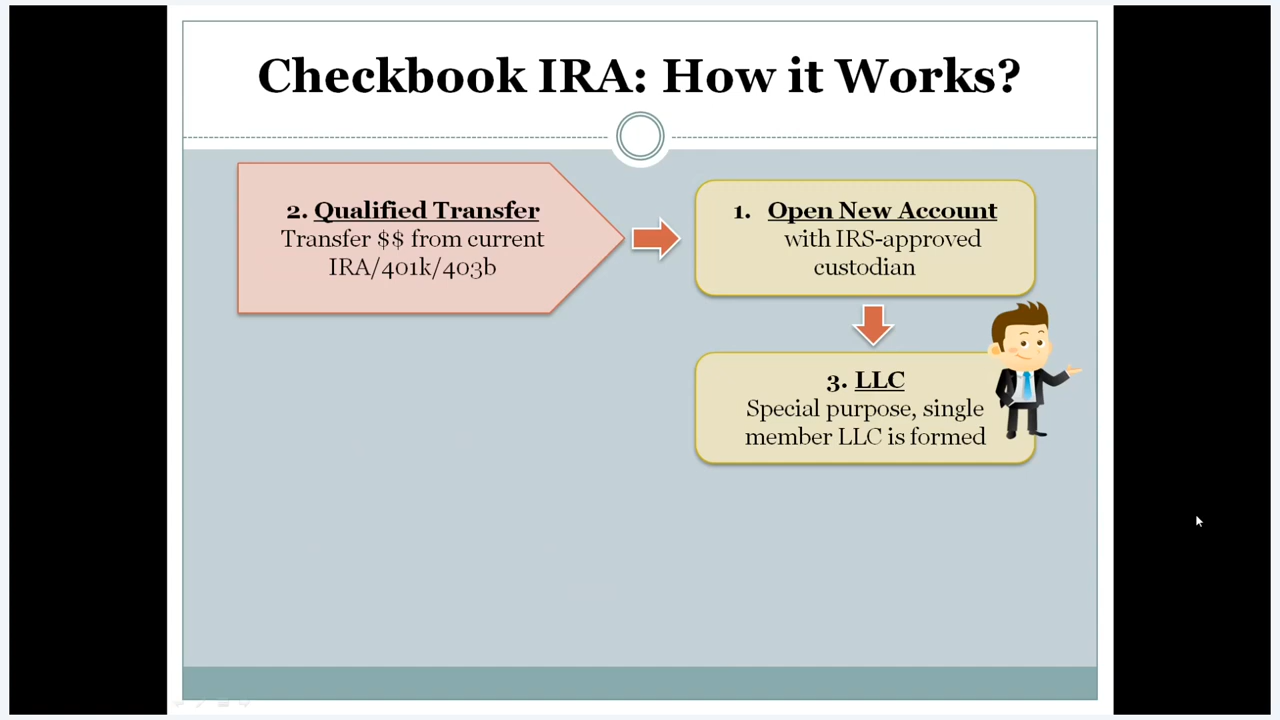 Checkbook IRA: How it Works?
2. Qualified Transfer
Transfer $$ from current
IRA/401k/403b
1. Open New Account
with IRS-approved
custodian
3. LLC
Special purpose, single
member LLC is formed